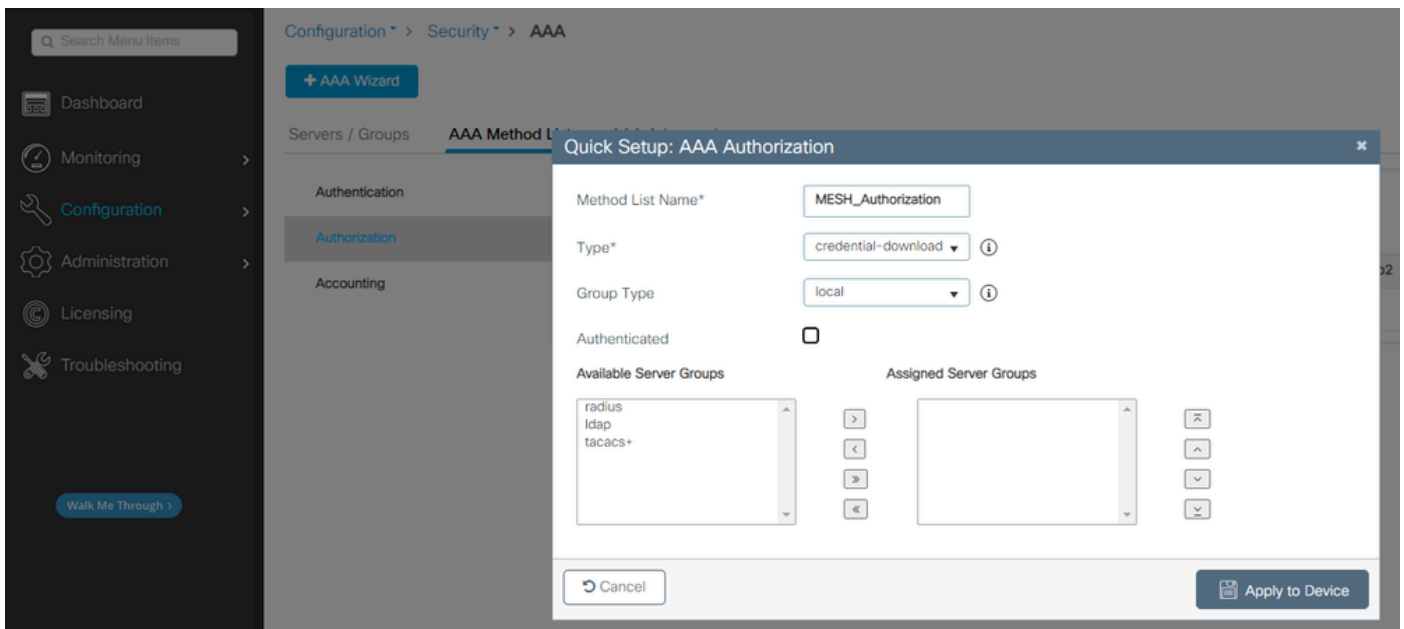 Search Menu Items
Dashboard
Monitoring
Configuration
Administration
Licensing
Troubleshooting
Walk Me Through >
Configuration > Security > AAA
+ AAA Wizard
Servers / Groups AAA Method
Authentication
Authorization
Accounting
Quick Setup: AAA Authorization
Method List Name* MESH_Authorization
Type* credential-download
Group Type local
Authenticated
Available Server Groups Assigned Server Groups
radius
ldap
tacacs+
Cancel Apply to Device